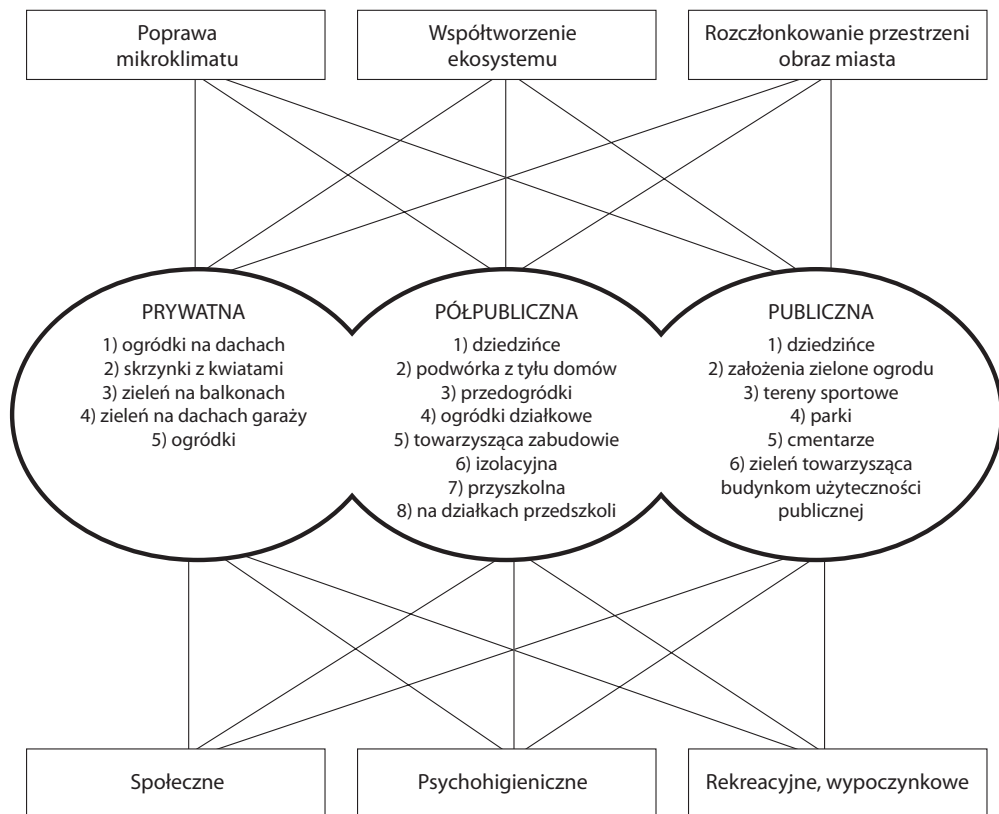 Poprawa
mikroklimatu
Współtworzenie
ekosystemu
Rozczłonkowanie przestrzeni
obraz miasta
PRYWATNA
1) ogródki na dachach
2) skrzynki z kwiatami
3) zieleń na balkonach
4) zieleń na dachach garaży
5) ogródki
PÓŁPUBLICZNA
1) dziedzińce
2) podwórka z tyłu domów
3) przedogródki
4) ogródki działkowe
5) towarzysząca zabudowie
6) izolacyjna
7) przyszkolna
8) na działkach przedszkoli
PUBLICZNA
1) dziedzińce
2) założenia zielone ogrodu
3) tereny sportowe
4) parki
5) cmentarze
6) zieleń towarzysząca
budynkom użyteczności
publicznej
Społeczne
Psychohigieniczne
Rekreacyjne, wypoczynkowe